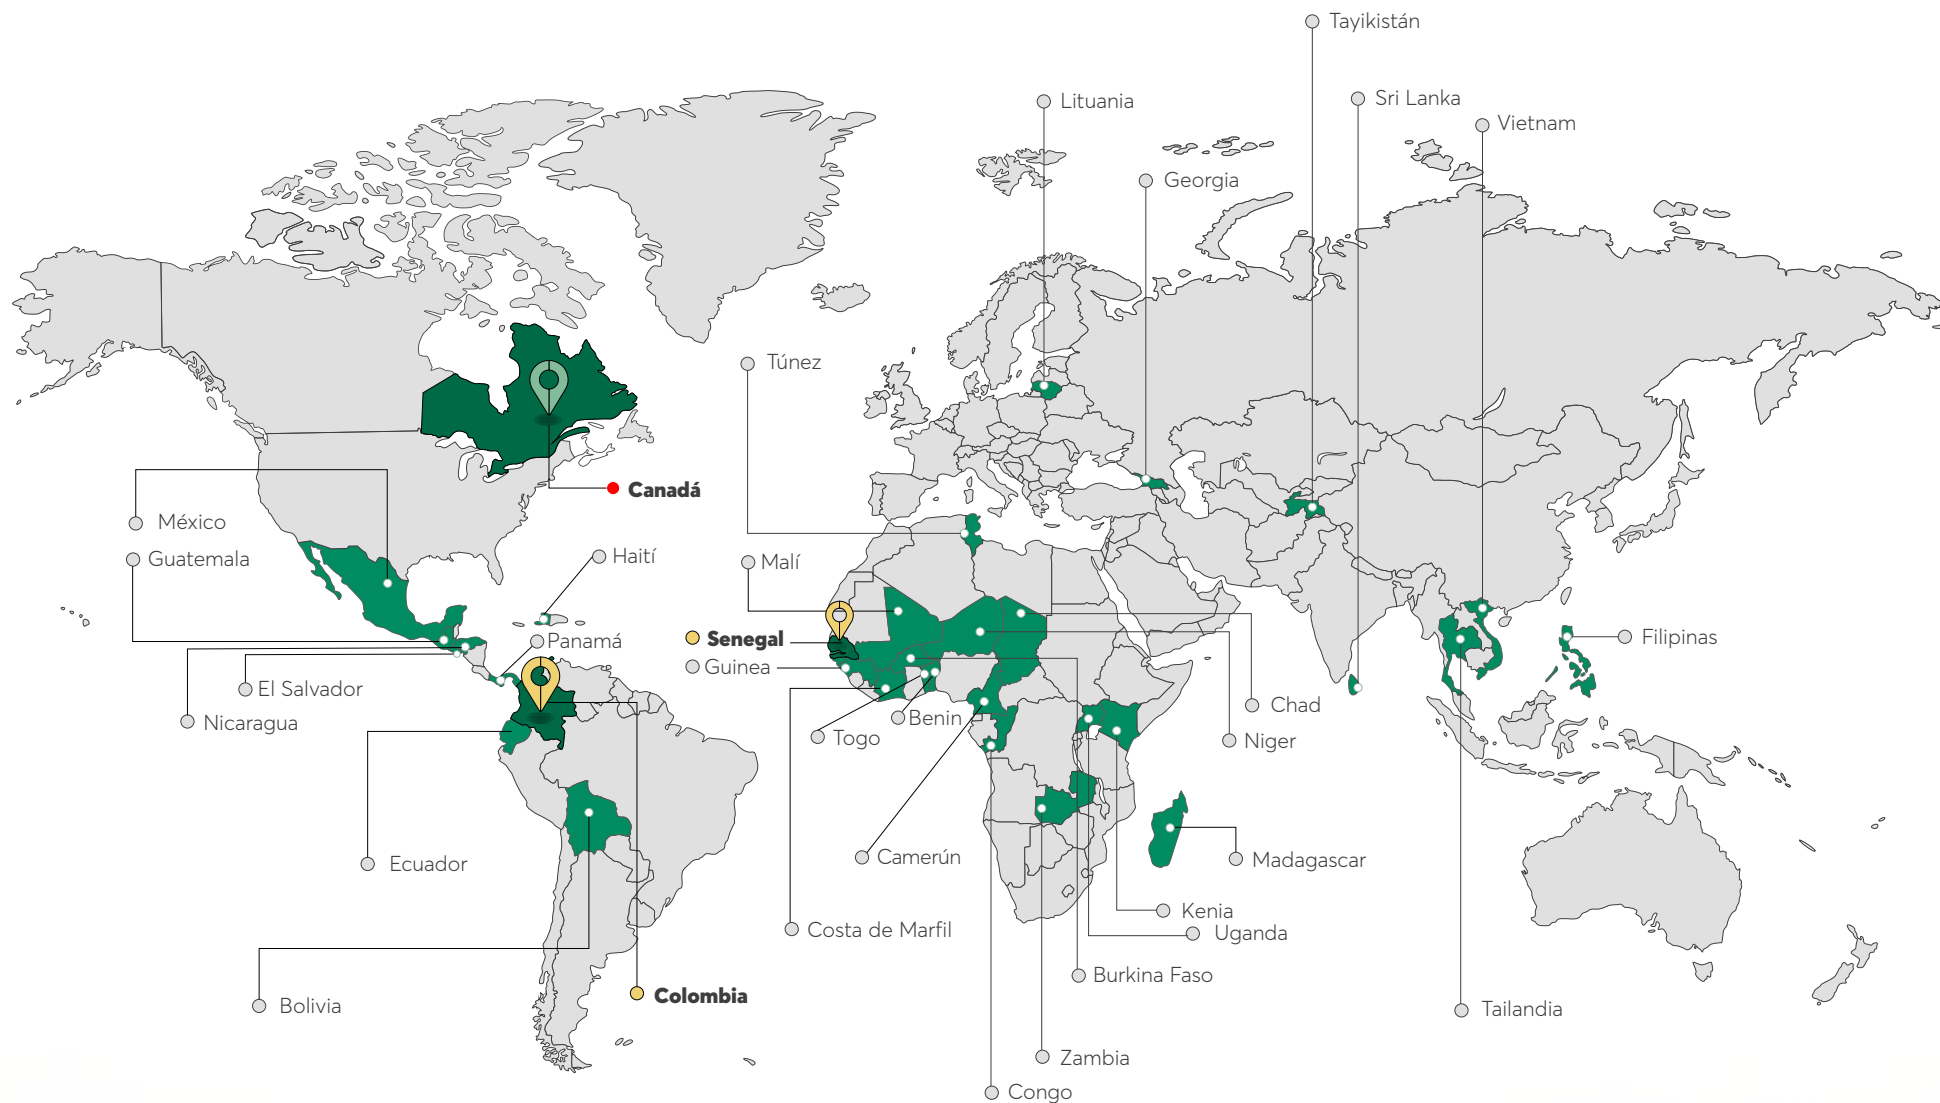 Tayikistán
Lituania
Sri Lanka
Vietnam
Georgia
Túnez
Canadá
México
Guatemala
Haití
Malí
Senegal
Panamá
Filipinas
Guinea
El Salvador
Nicaragua
Benin
Chad
Togo
Niger
Ecuador
Camerún
Madagascar
Kenia
Costa de Marfil
Uganda
Burkina Faso
Colombia
Bolivia
Tailandia
Zambia
Congo